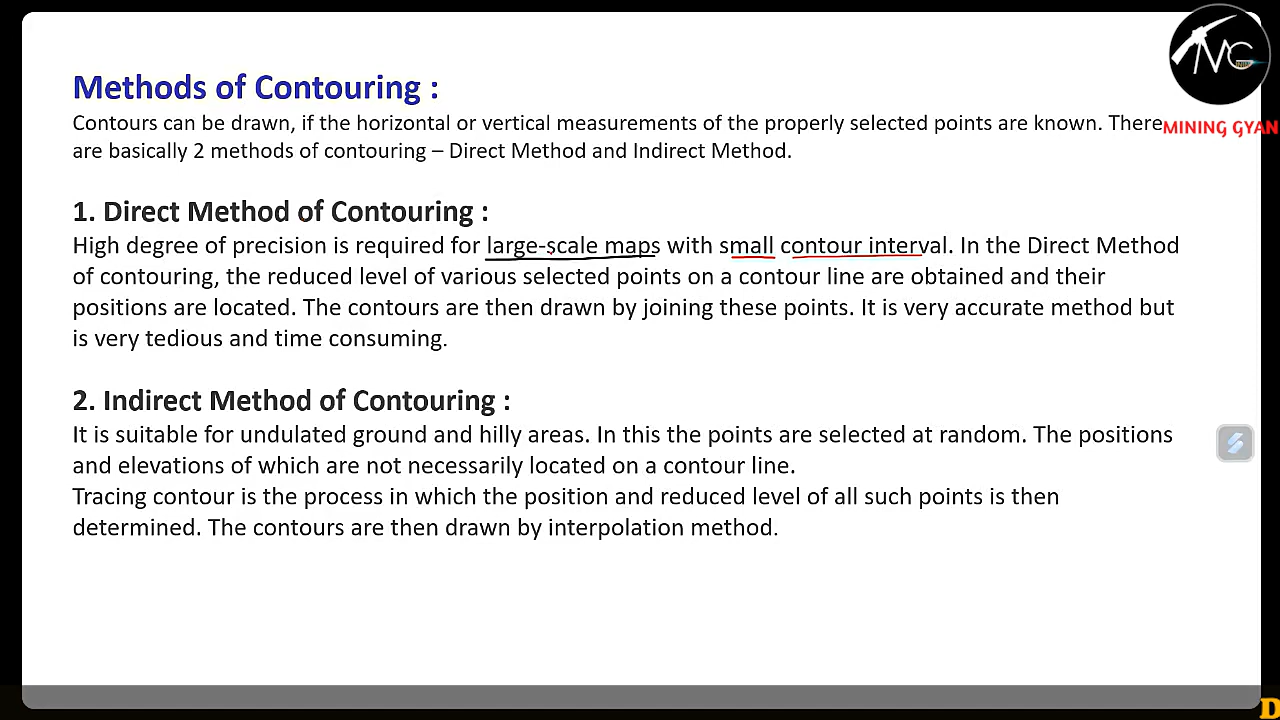 Methods of Contouring :
Contours can be drawn, if the horizontal or vertical measurements of the properly selected points are known. There
are basically 2 methods of contouring – Direct Method and Indirect Method.
1. Direct Method of Contouring :
High degree of precision is required for large-scale maps with small contour interval. In the Direct Method
of contouring, the reduced level of various selected points on a contour line are obtained and their
positions are located. The contours are then drawn by joining these points. It is very accurate method but
is very tedious and time consuming.
2. Indirect Method of Contouring :
It is suitable for undulated ground and hilly areas. In this the points are selected at random. The positions
and elevations of which are not necessarily located on a contour line.
Tracing contour is the process in which the position and reduced level of all such points is then
determined. The contours are then drawn by interpolation method.
MG
MINING GYAN
D